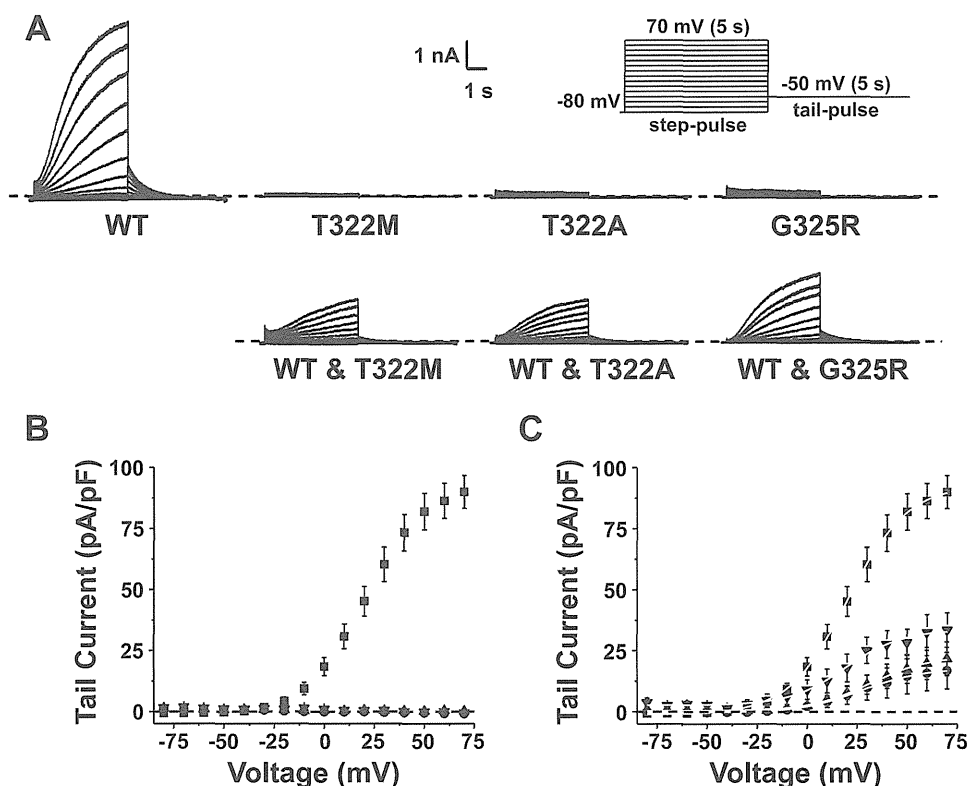 A
1 nA
1 s
70 mV (5 s)
-80 mV
-50 mV (5 s)
step-pulse
tail-pulse
WT
T322M
T322A
G325R
WT & T322M
WT & T322A
WT & G325R
B
Tail Current (pA/pF)
100
75
50
25
0
-75 -50 -25 0 25 50 75
Voltage (mV)
C
Tail Current (pA/pF)
100
75
50
25
0
-75 -50 -25 0 25 50 75
Voltage (mV)